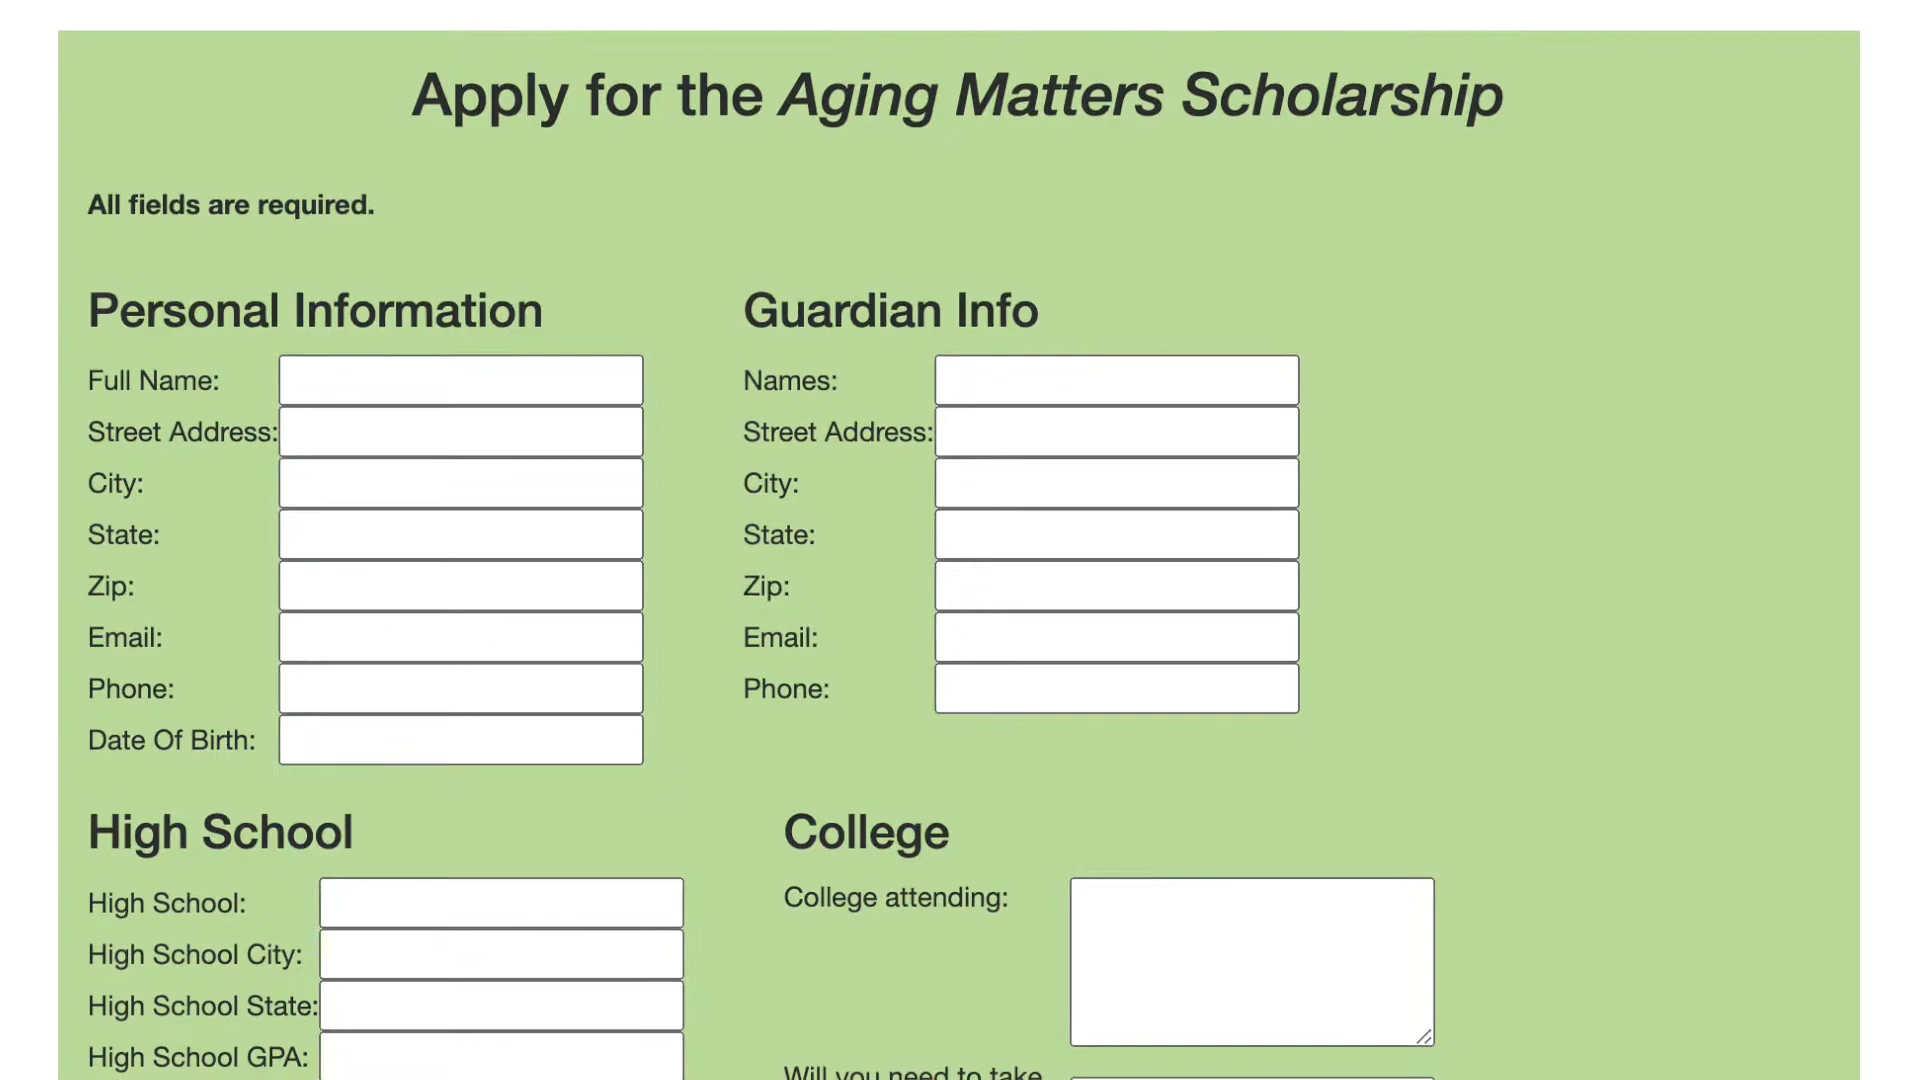 Apply for the Aging Matters Scholarship
All fields are required.
Personal Information
Full Name:
Street Address:
City:
State:
Zip:
Email:
Phone:
Date Of Birth:
Guardian Info
Names:
Street Address:
City:
State:
Zip:
Email:
Phone:
High School
High School:
High School City:
High School State:
High School GPA:
College
College attending:
Will you need to take